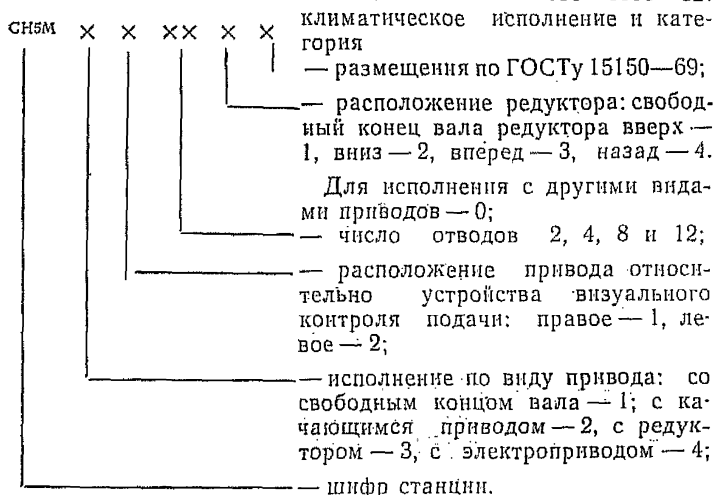 СН5М × × ×× × ×
климатическое исполнение и кате-
гория
— размещения по ГОСТу 15150—69;
— расположение редуктора: свобод-
ный конец вала редуктора вверх —
1, вниз — 2, вперед — 3, назад — 4.
Для исполнения с другими вида-
ми приводов — 0;
— число отводов 2, 4, 8 и 12;
— расположение привода относи-
тельно устройства визуального
контроля подачи: правое — 1, ле-
вое — 2;
— исполнение по виду привода: со
свободным концом вала — 1; с ка-
чающимся приводом — 2, с редук-
тором — 3, с электроприводом — 4;
— шифр станции.